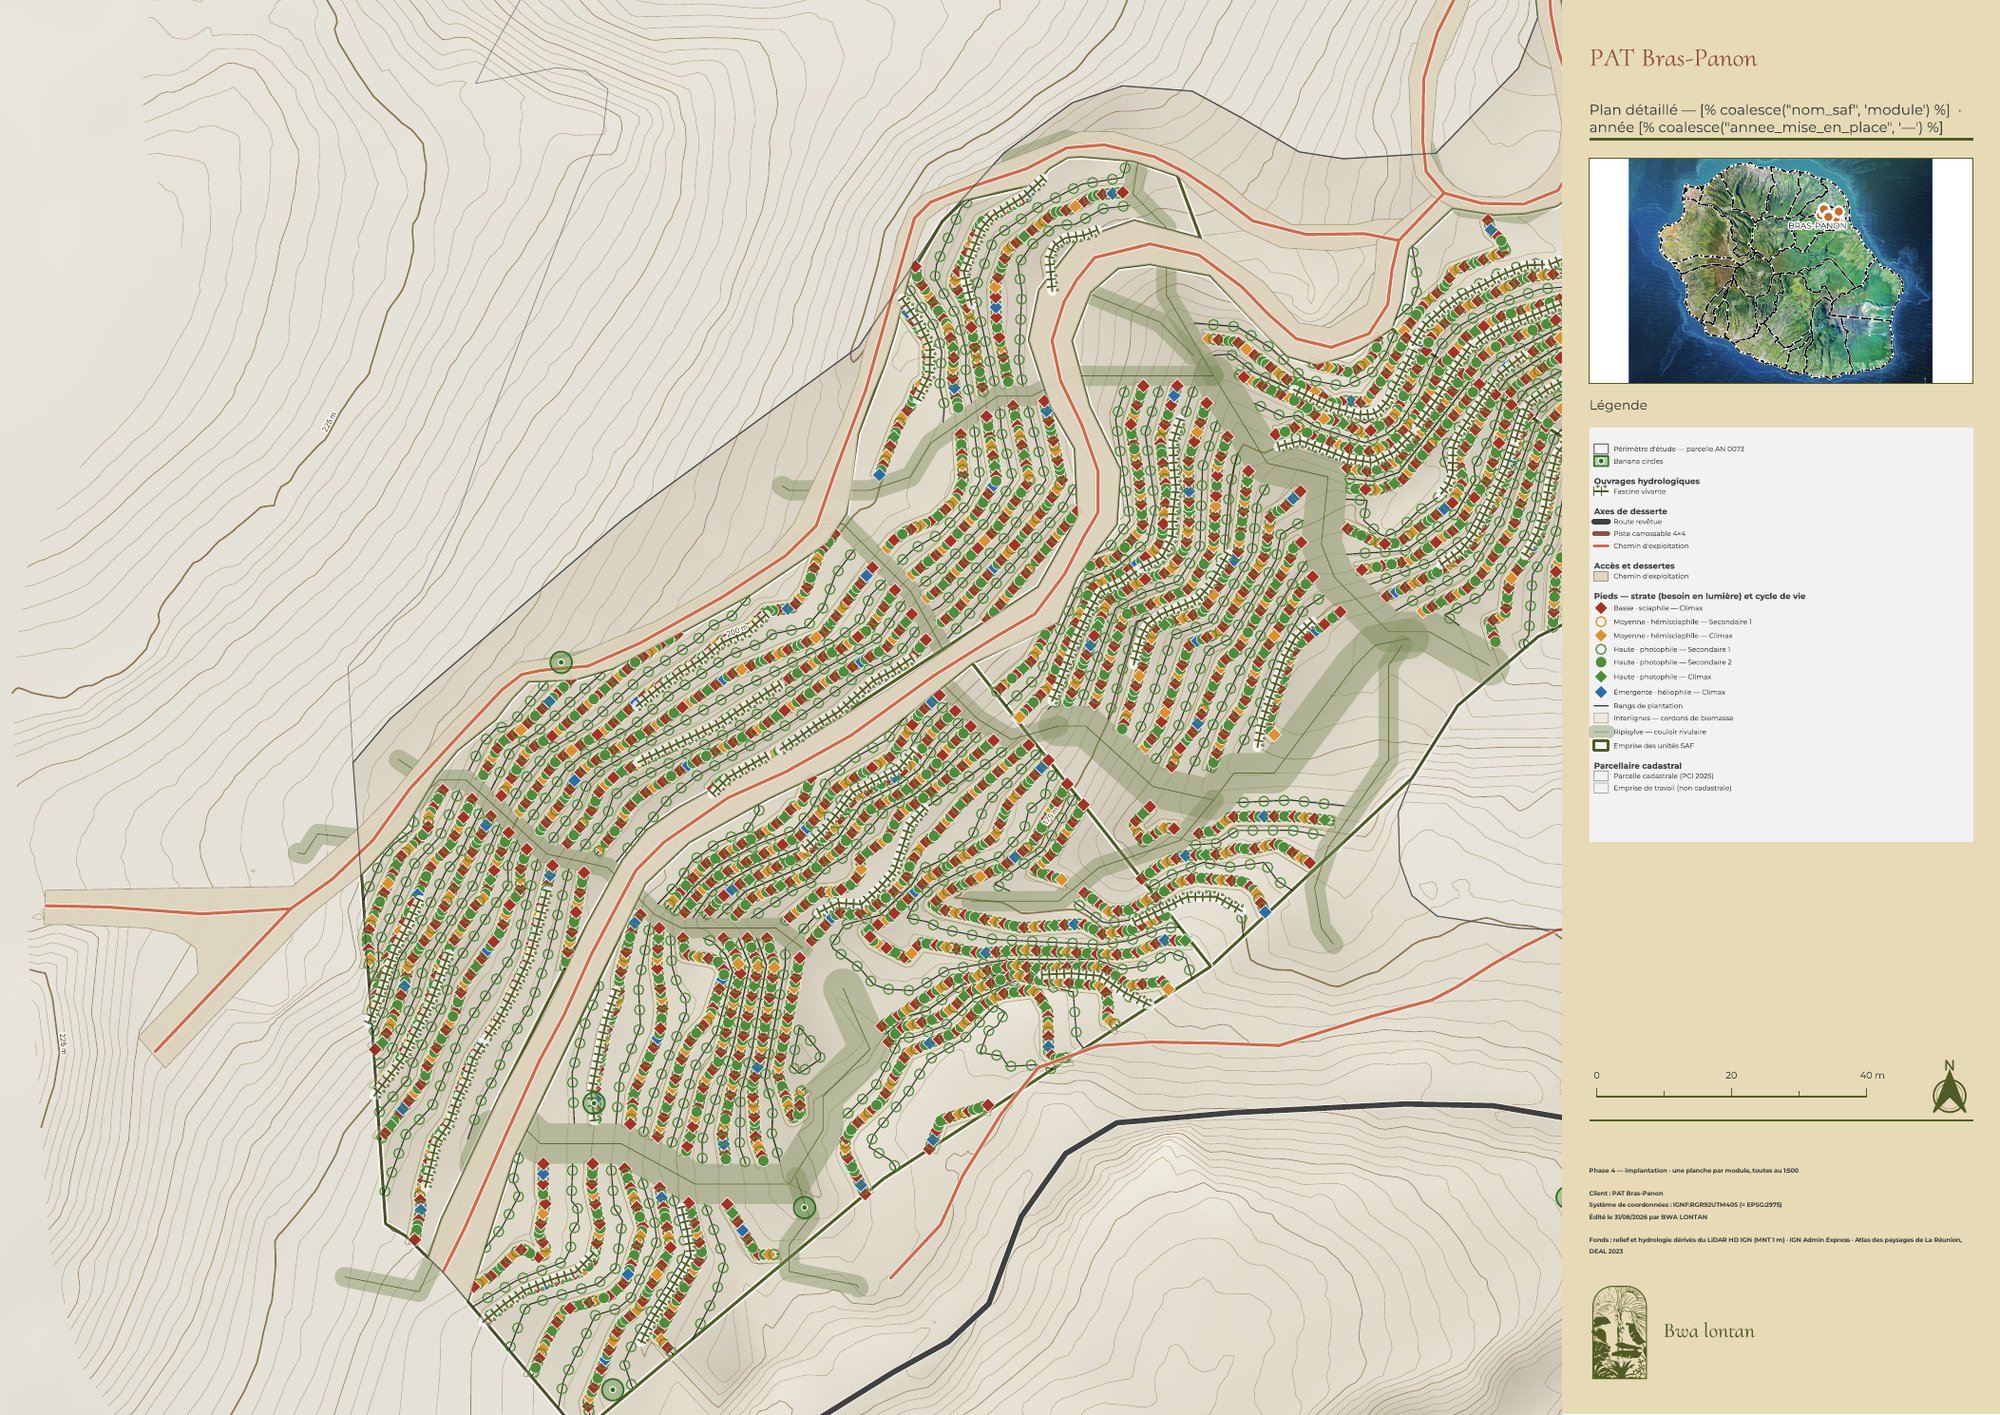 PAT Bras-Panon
Plan détaillé — [% coalesce("nom_saf", 'module') %] ·
année [% coalesce("annee_mise_en_place", '—') %]
BRAS-PANON
Légende
Périmètre d'étude — parcelle AN 0073
Banana circles
Ouvrages hydrologiques
Fascine vivante
Axes de desserte
Route revêtue
Piste carrossable 4×4
Chemin d'exploitation
Accès et dessertes
Chemin d'exploitation
Pieds — strate (besoin en lumière) et cycle de vie
Basse · sciaphile — Climax
Moyenne · hémisciaphile — Secondaire 1
Moyenne · hémisciaphile — Climax
Haute · photophile — Secondaire 1
Haute · photophile — Secondaire 2
Haute · photophile — Climax
Émergente · héliophile — Climax
Rangs de plantation
Interlignes — cordons de biomasse
Ripisylve — couloir rivulaire
Emprise des unités SAF
Parcellaire cadastral
Parcelle cadastrale (PCI 2025)
Emprise de travail (non cadastrale)
0 20 40 m
N
Phase 4 — implantation · une planche par module, toutes au 1:500
Client : PAT Bras-Panon
Système de coordonnées : IGNF:RGR92UTM40S (= EPSG:2975)
Édité le 31/08/2026 par BWA LONTAN
Fonds : relief et hydrologie dérivés du LiDAR HD IGN (MNT 1 m) · IGN Admin Express · Atlas des paysages de La Réunion,
DEAL 2023
Bwa lontan
225 m
200 m
175 m
225 m